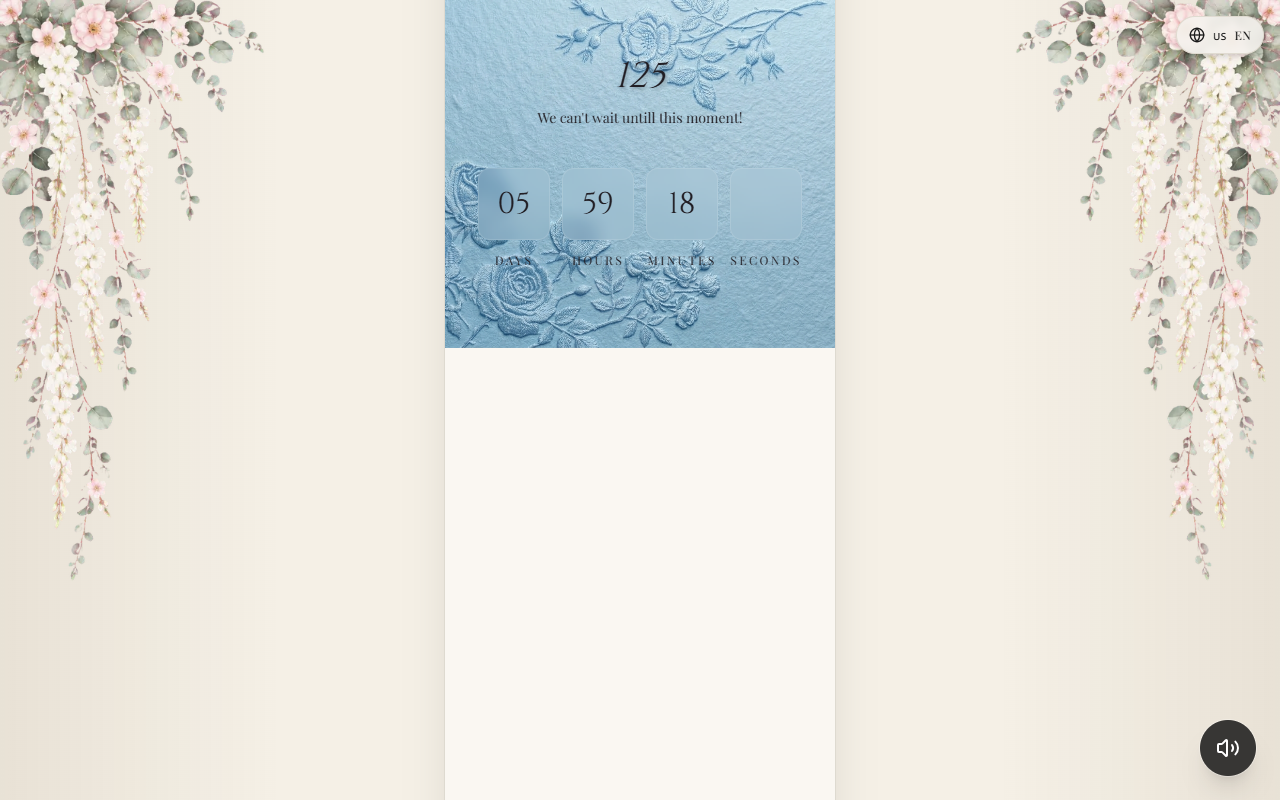 us EN
125
We can't wait untill this moment!
05 59 18
DAYS HOURS MINUTES SECONDS